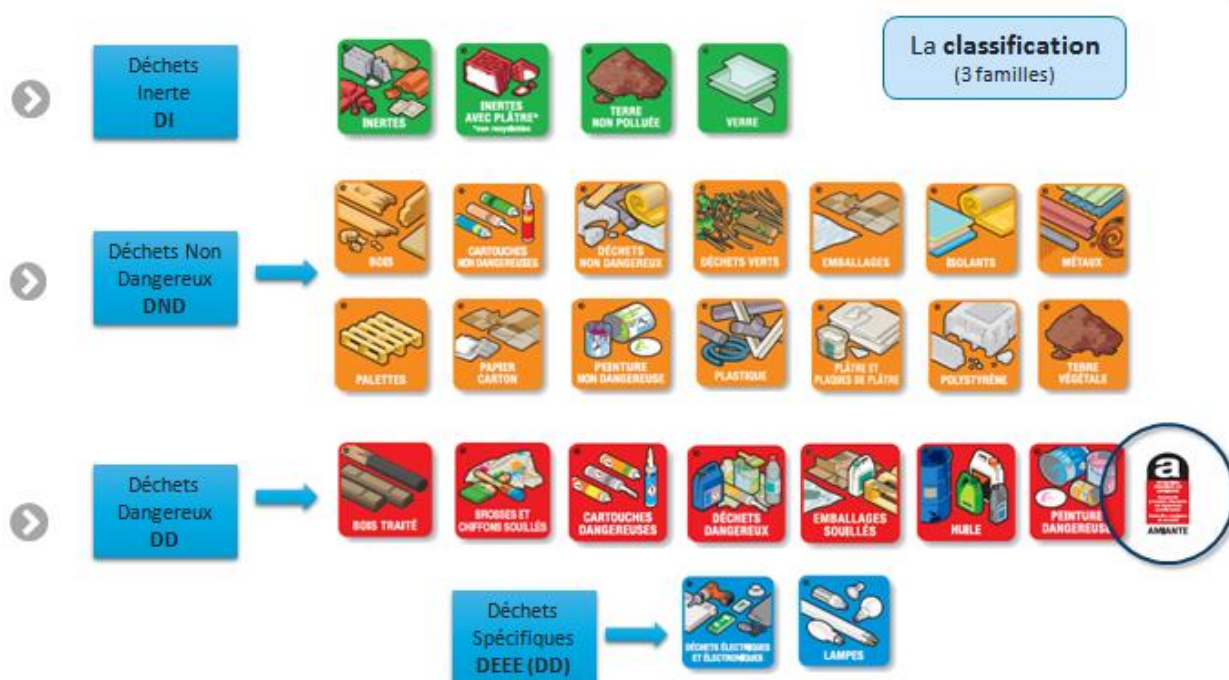 La classification
(3 familles)
Déchets
Inerte
DI
INERTES
INERTES
AVEC PLÂTRE*
*non recyclables
TERRE
NON POLLUÉE
VERRE
Déchets Non
Dangereux
DND
BOIS
CARTOUCHES
NON DANGEREUSES
DÉCHETS
NON DANGEREUX
DÉCHETS VERTS
EMBALLAGES
ISOLANTS
MÉTAUX
PALETTES
PAPIER
CARTON
PEINTURE
NON DANGEREUSE
PLASTIQUE
PLÂTRE ET
PLAQUES DE PLÂTRE
POLYSTYRÈNE
TERRE
VÉGÉTALE
Déchets
Dangereux
DD
BOIS TRAITÉ
BROSSES ET
CHIFFONS SOUILLÉS
CARTOUCHES
DANGEREUSES
DÉCHETS
DANGEREUX
EMBALLAGES
SOUILLÉS
HUILE
PEINTURE
DANGEREUSE
a
AMIANTE
Déchets
Spécifiques
DEEE (DD)
DÉCHETS ÉLECTRIQUES
ET ÉLECTRONIQUES
LAMPES